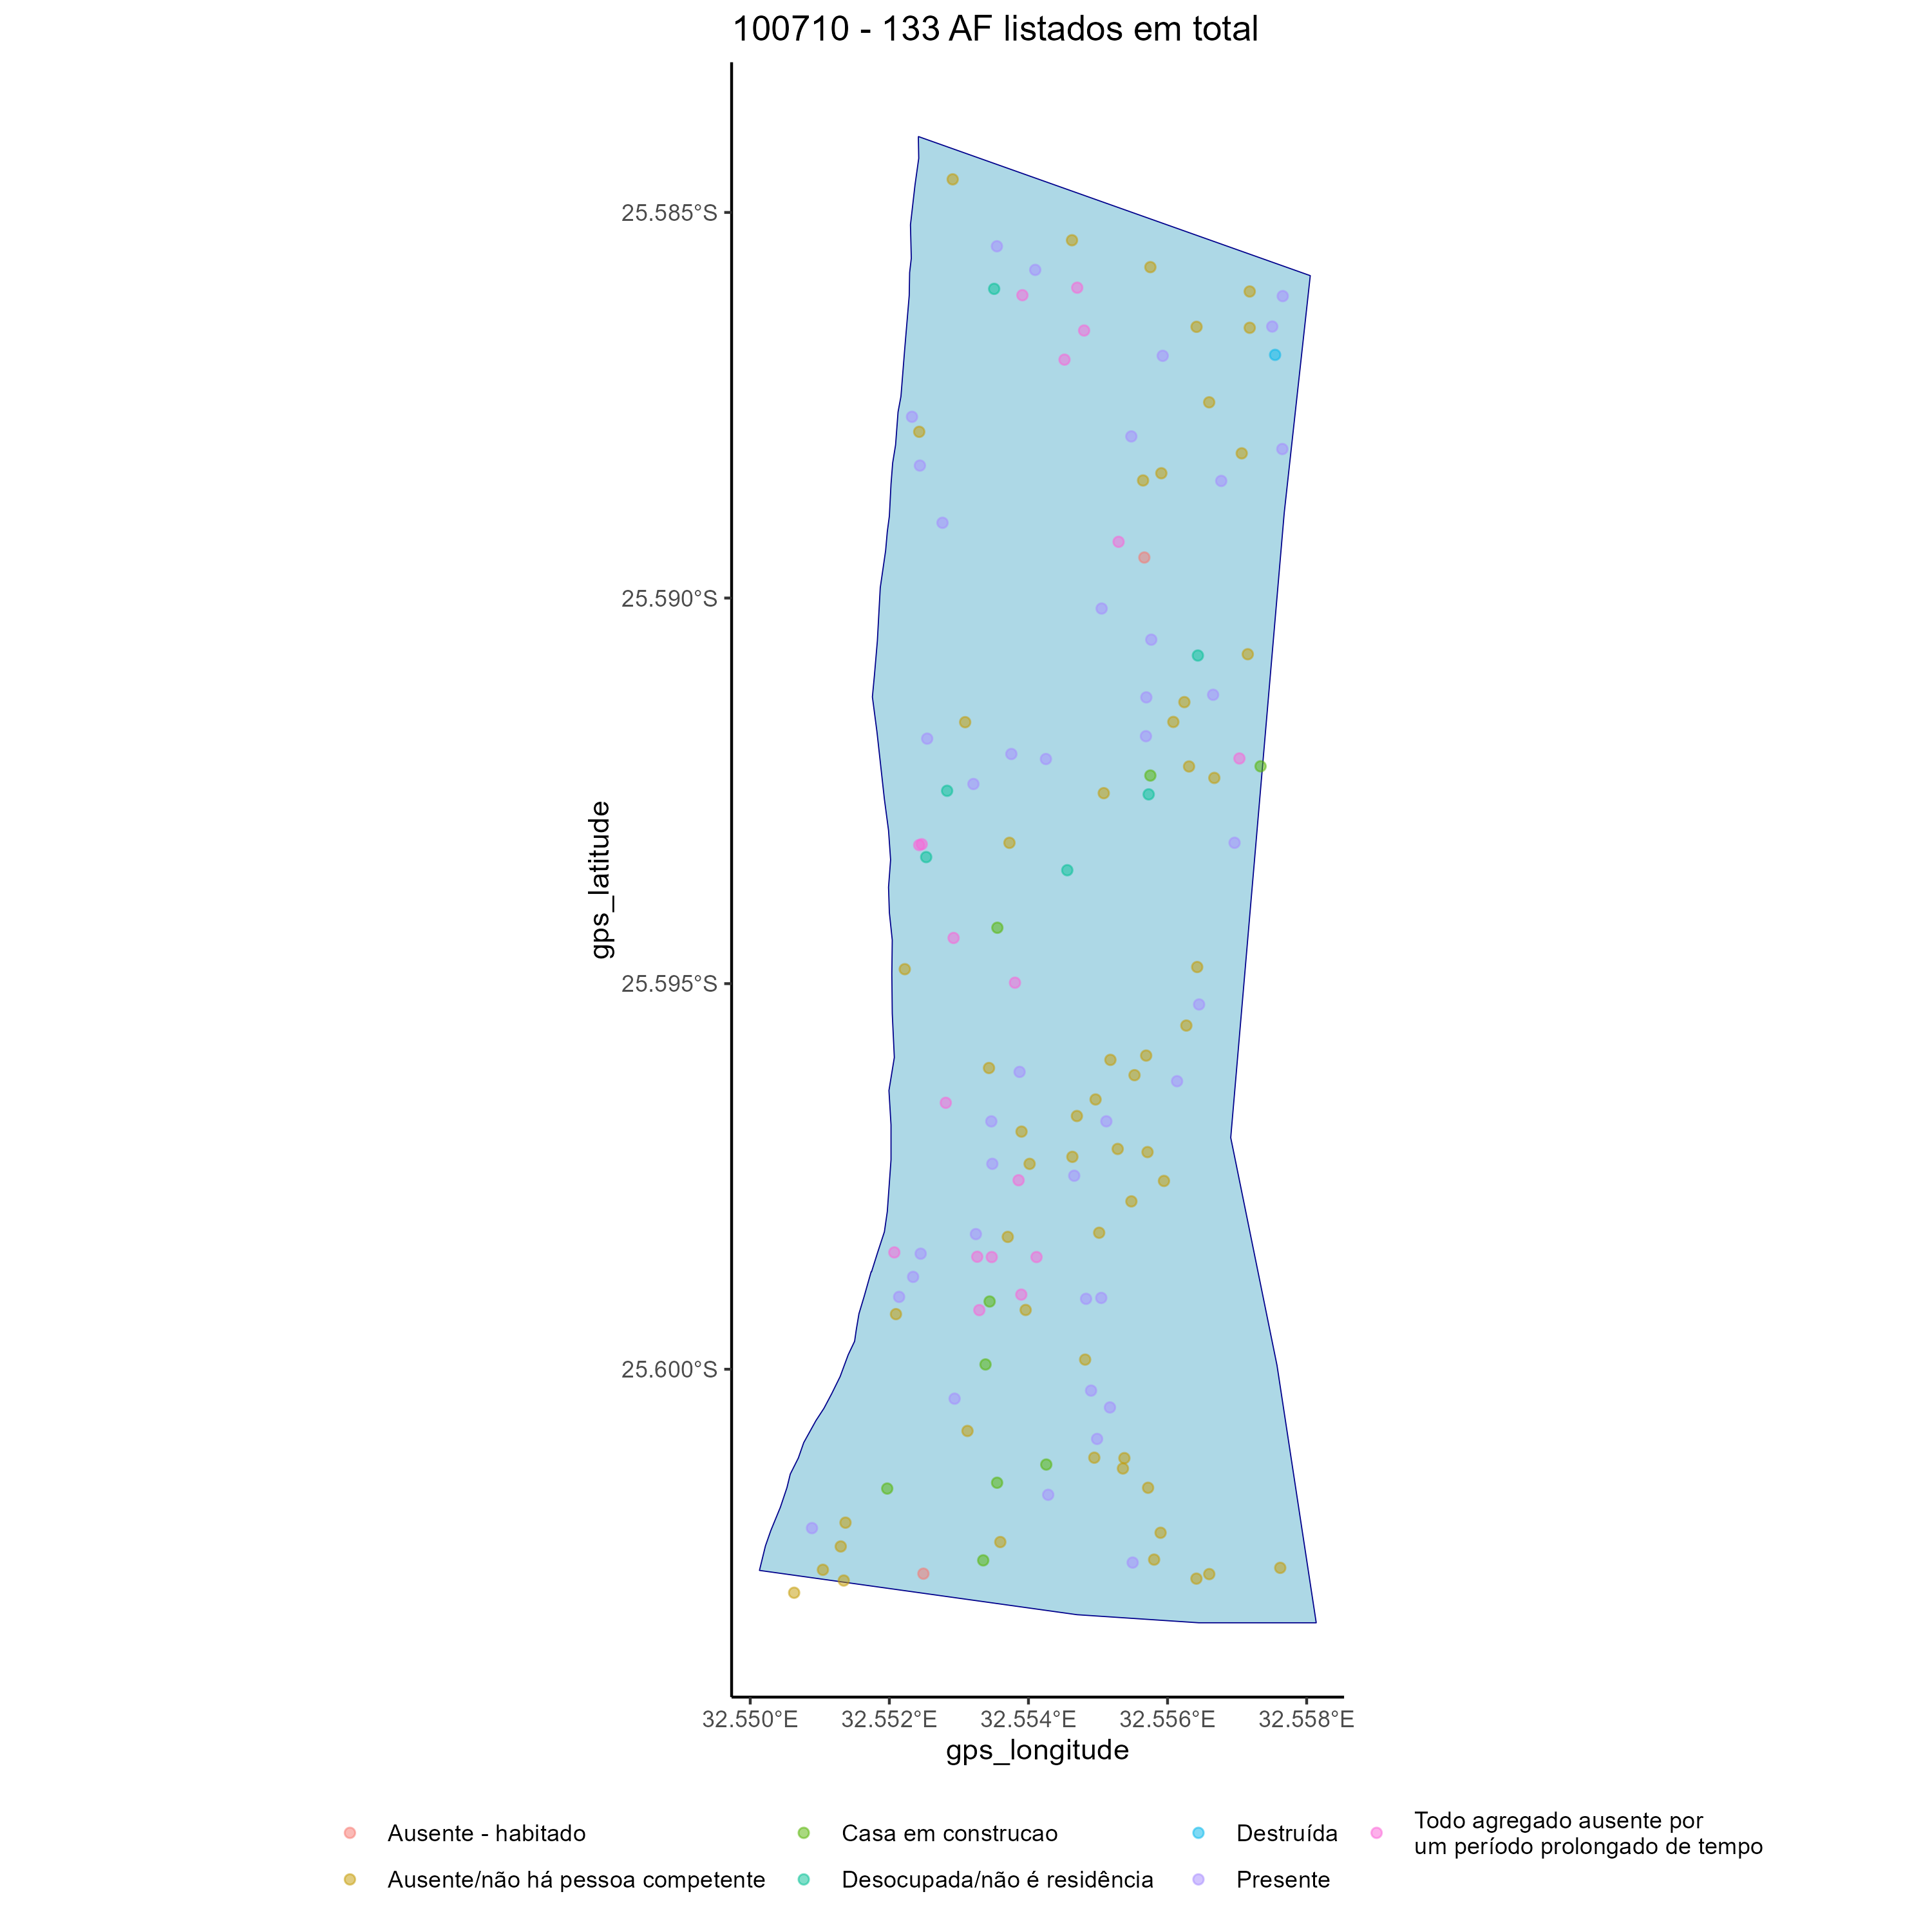 100710 - 133 AF listados em total
25.585°S
25.590°S
25.595°S
25.600°S
gps_latitude
32.550°E 32.552°E 32.554°E 32.556°E 32.558°E
gps_longitude
Ausente - habitado
Ausente/não há pessoa competente
Casa em construcao
Desocupada/não é residência
Destruída
Presente
Todo agregado ausente por
um período prolongado de tempo